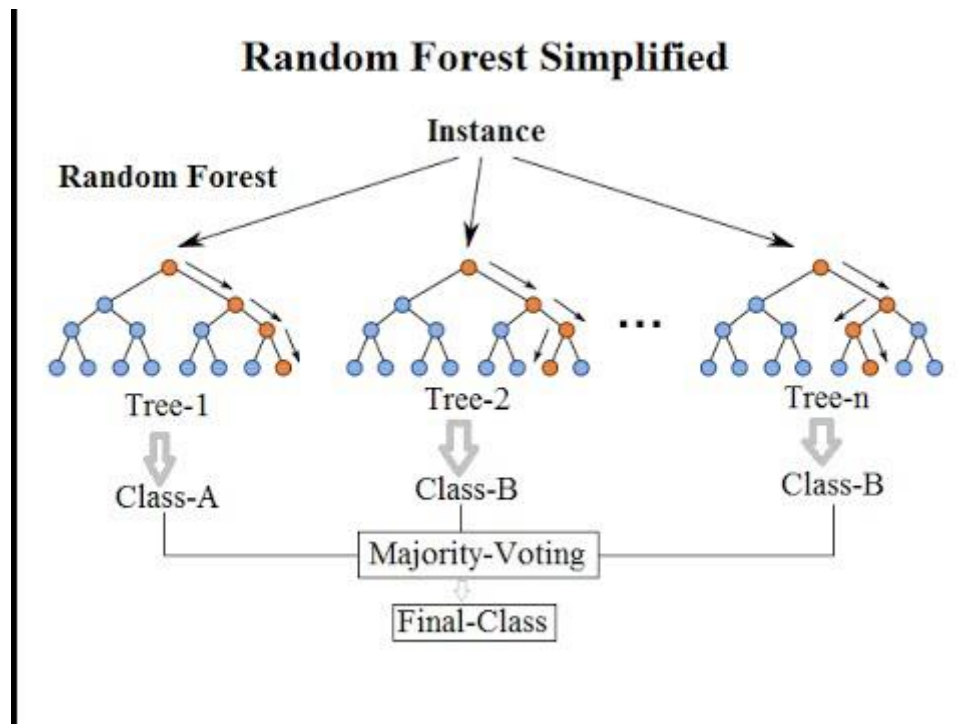 Random Forest Simplified
Instance
Random Forest
...
Tree-1
Tree-2
Tree-n
Class-A
Class-B
Class-B
Majority-Voting
Final-Class